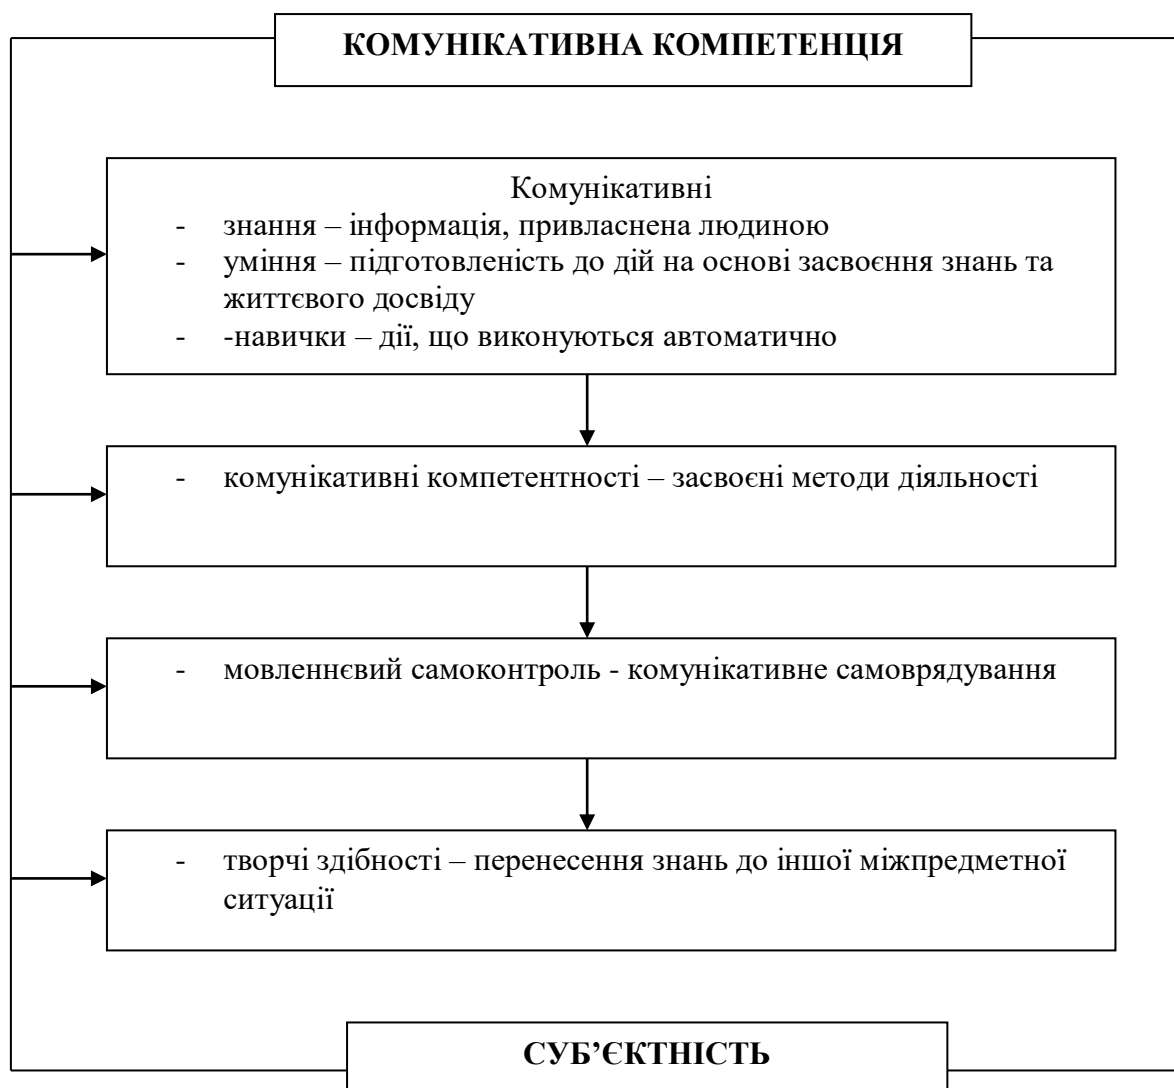 КОМУНІКАТИВНА КОМПЕТЕНЦІЯ
Комунікативні
- знання – інформація, привласнена людиною
- уміння – підготовленість до дій на основі засвоєння знань та
життєвого досвіду
- -навички – дії, що виконуються автоматично
- комунікативні компетентності – засвоєні методи діяльності
- мовленнєвий самоконтроль - комунікативне самоврядування
- творчі здібності – перенесення знань до іншої міжпредметної
ситуації
СУБ’ЄКТНІСТЬ